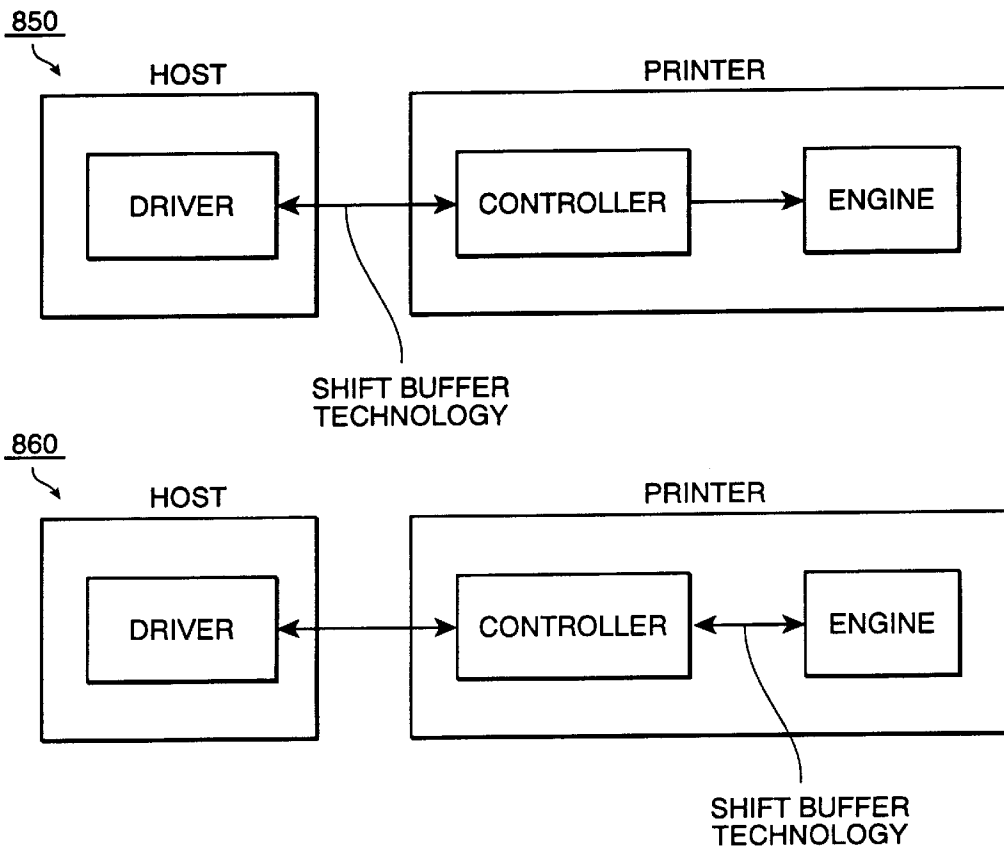 850
HOST
PRINTER
DRIVER
CONTROLLER
ENGINE
SHIFT BUFFER
TECHNOLOGY
860
HOST
PRINTER
DRIVER
CONTROLLER
ENGINE
SHIFT BUFFER
TECHNOLOGY